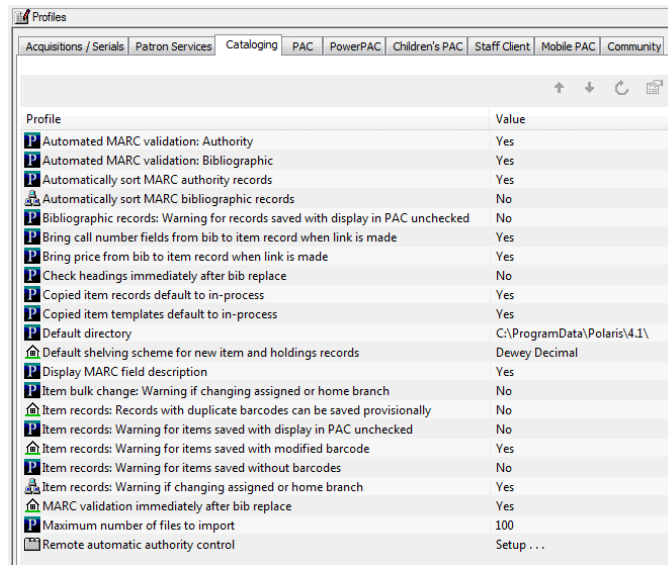 Profiles
Acquisitions / Serials Patron Services Cataloging PAC PowerPAC Children's PAC Staff Client Mobile PAC Community
Profile Value
P Automated MARC validation: Authority Yes
P Automated MARC validation: Bibliographic Yes
P Automatically sort MARC authority records Yes
Automatically sort MARC bibliographic records No
P Bibliographic records: Warning for records saved with display in PAC unchecked No
P Bring call number fields from bib to item record when link is made Yes
P Bring price from bib to item record when link is made Yes
P Check headings immediately after bib replace No
P Copied item records default to in-process Yes
P Copied item templates default to in-process Yes
P Default directory C:\ProgramData\Polaris\4.1\
Default shelving scheme for new item and holdings records Dewey Decimal
P Display MARC field description Yes
P Item bulk change: Warning if changing assigned or home branch No
Item records: Records with duplicate barcodes can be saved provisionally No
P Item records: Warning for items saved with display in PAC unchecked No
Item records: Warning for items saved with modified barcode Yes
P Item records: Warning for items saved without barcodes No
Item records: Warning if changing assigned or home branch Yes
MARC validation immediately after bib replace Yes
P Maximum number of files to import 100
Remote automatic authority control Setup . . .